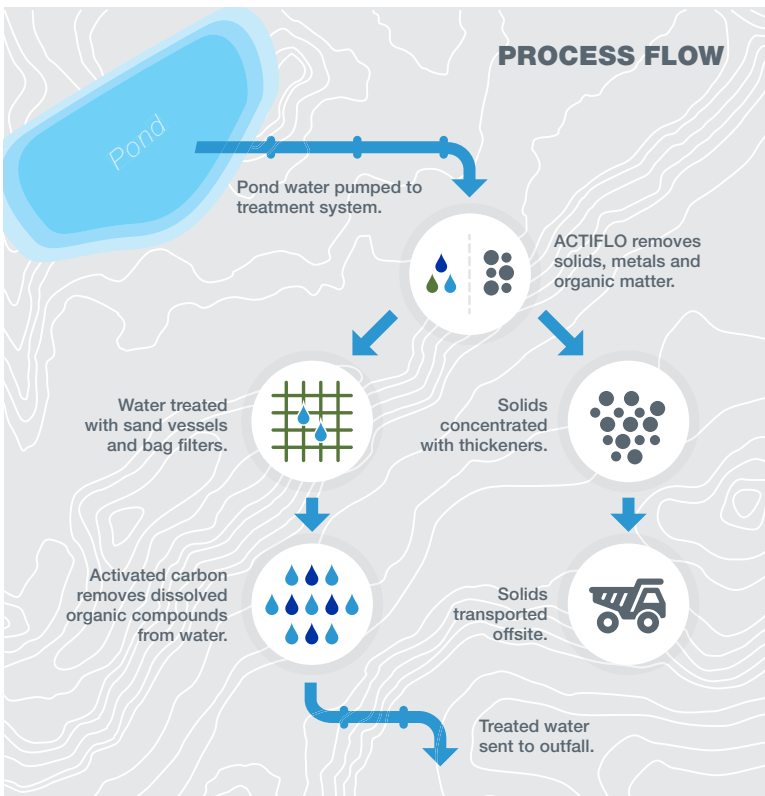 PROCESS FLOW
Pond
Pond water pumped to
treatment system.
ACTIFLO removes
solids, metals and
organic matter.
Water treated
with sand vessels
and bag filters.
Solids
concentrated
with thickeners.
Activated carbon
removes dissolved
organic compounds
from water.
Solids
transported
offsite.
Treated water
sent to outfall.